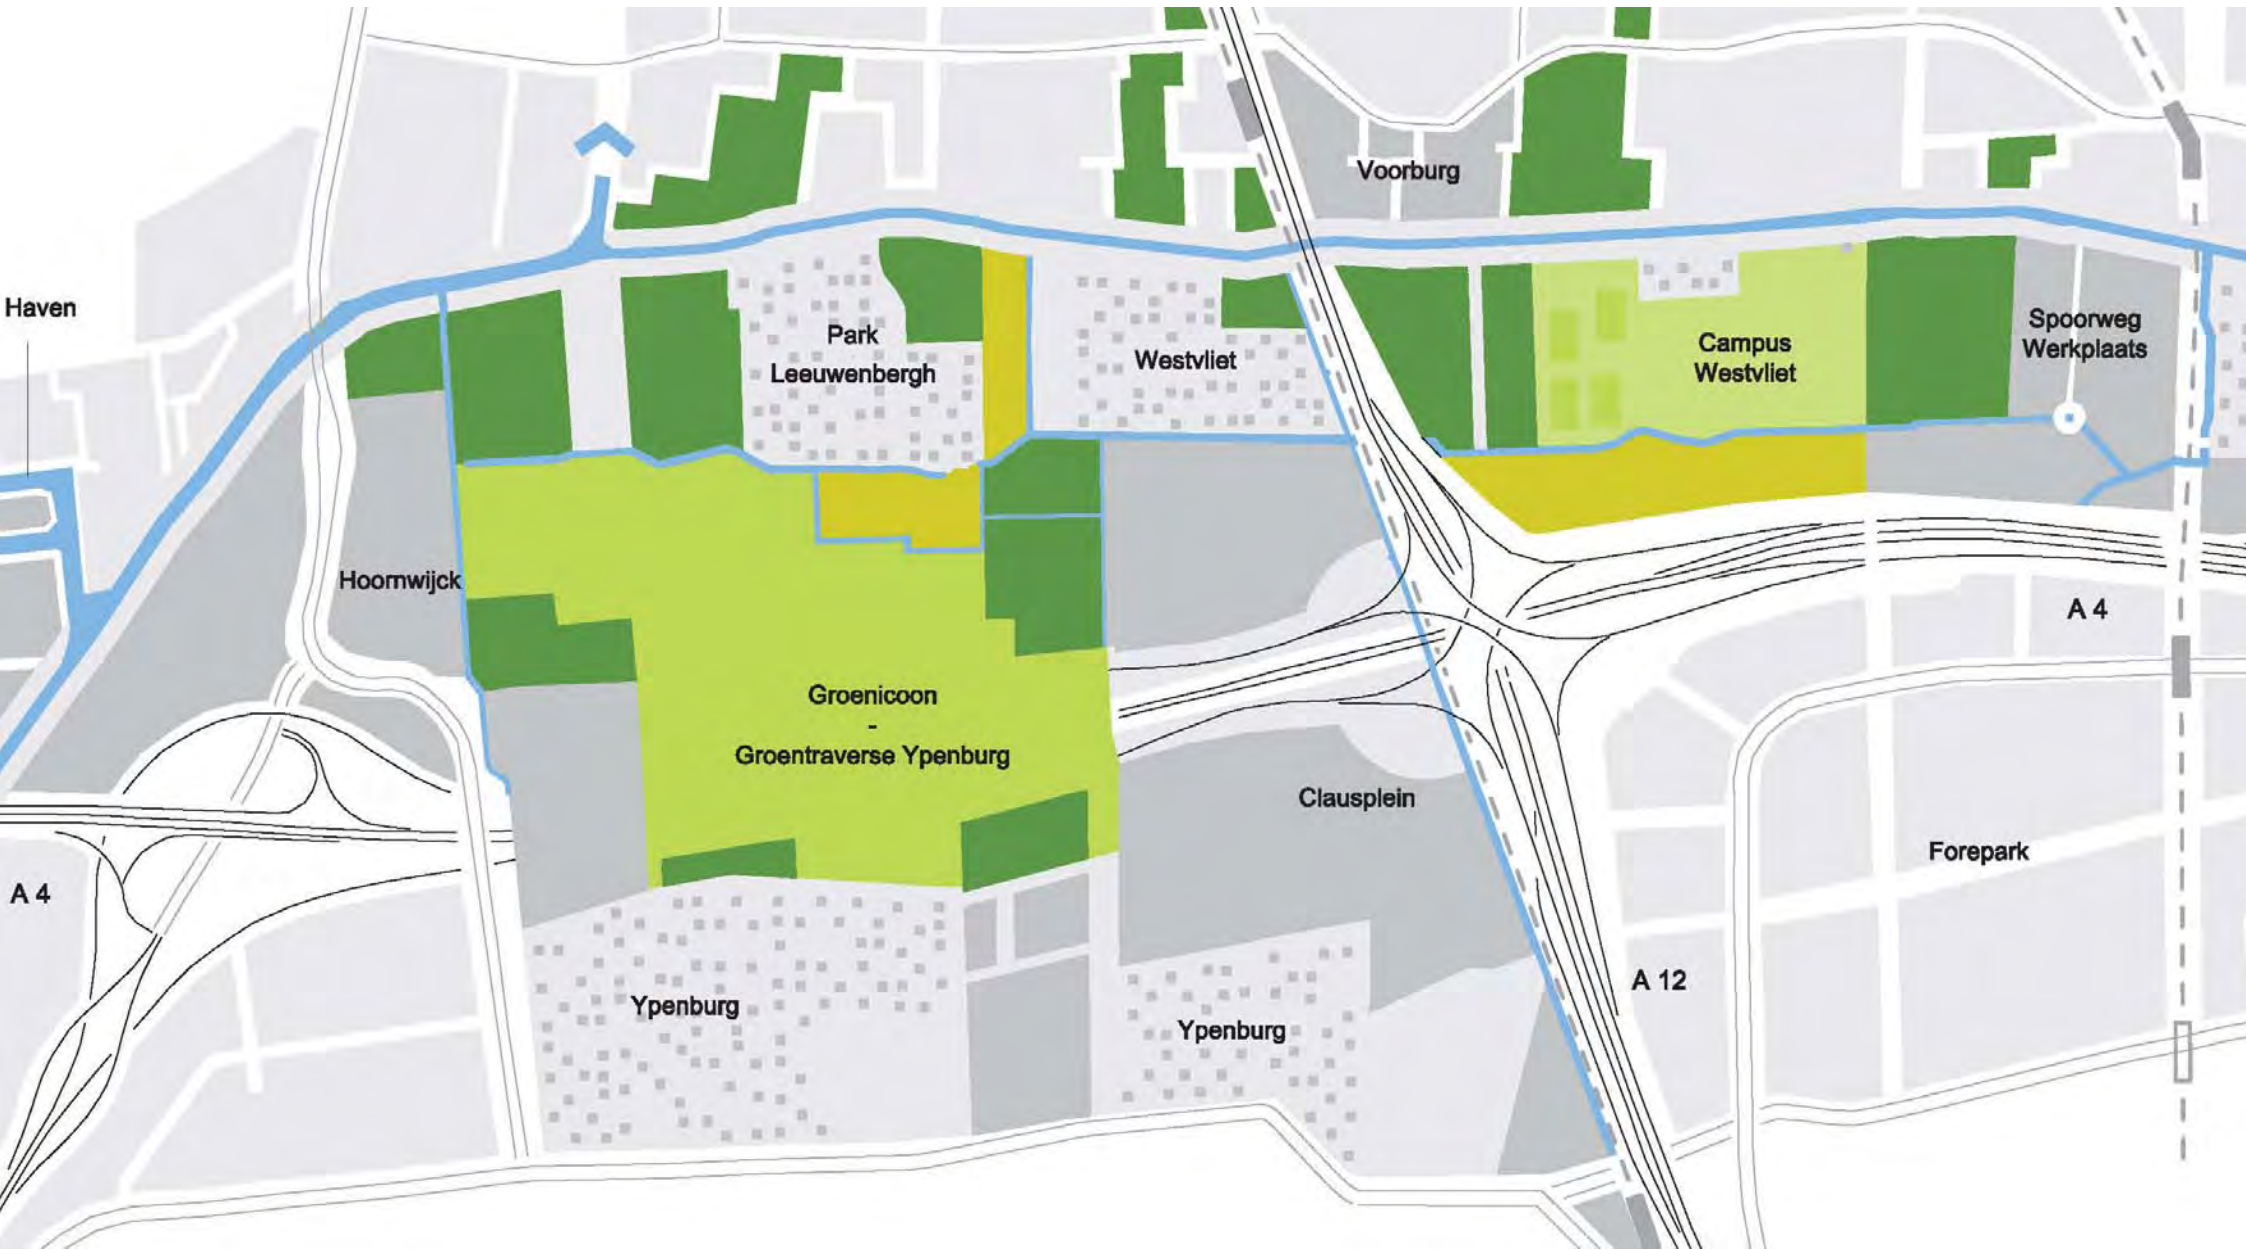 Voorburg
Haven
Park
Leeuwenbergh
Westvliet
Campus
Westvliet
Spoorweg
Werkplaats
Hoornwijck
A 4
Groenicoon
-
Groentraverse Ypenburg
Clausplein
Forepark
A 4
A 12
Ypenburg
Ypenburg